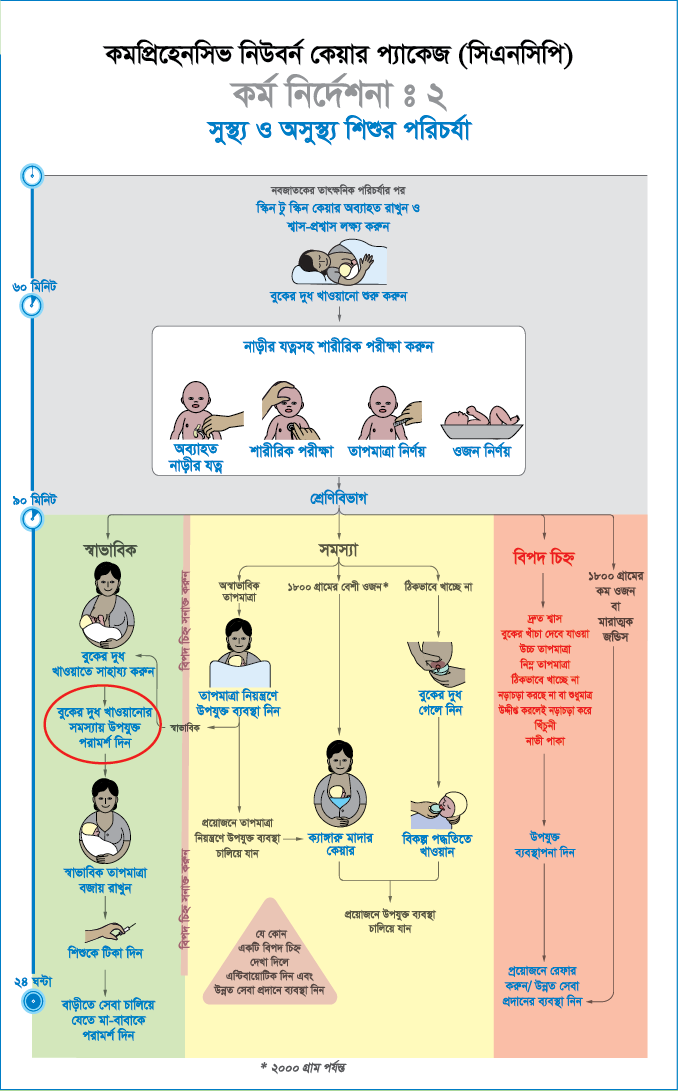 কমপ্রিহেনসিভ নিউবর্ন কেয়ার প্যাকেজ (সিএনসিপি)
কর্ম নির্দেশনা ঃ ২
সুস্থ্য ও অসুস্থ্য শিশুর পরিচর্যা
নবজাতকের তাৎক্ষনিক পরিচর্যার পর
স্কিন টু স্কিন কেয়ার অব্যাহত রাখুন ও
শ্বাস-প্রশ্বাস লক্ষ্য করুন
বুকের দুধ খাওয়ানো শুরু করুন
৬০ মিনিট
নাড়ীর যত্নসহ শারীরিক পরীক্ষা করুন
অব্যাহত
নাড়ীর যত্ন
শারীরিক পরীক্ষা
তাপমাত্রা নির্ণয়
ওজন নির্ণয়
৯০ মিনিট
শ্রেণিবিভাগ
স্বাভাবিক
বুকের দুধ
খাওয়াতে সাহায্য করুন
বুকের দুধ খাওয়ানোর
সমস্যায় উপযুক্ত
পরামর্শ দিন
স্বাভাবিক তাপমাত্রা
বজায় রাখুন
শিশুকে টিকা দিন
২৪ ঘন্টা
বাড়ীতে সেবা চালিয়ে
যেতে মা-বাবাকে
পরামর্শ দিন
বিপদ চিহ্ন সনাক্ত করুন
বিপদ চিহ্ন সনাক্ত করুন
সমস্যা
অস্বাভাবিক
তাপমাত্রা
তাপমাত্রা নিয়ন্ত্রণে
উপযুক্ত ব্যবস্থা নিন
স্বাভাবিক
প্রয়োজনে তাপমাত্রা
নিয়ন্ত্রণে উপযুক্ত ব্যবস্থা
চালিয়ে যান
১৮০০ গ্রামের বেশী ওজন*
ক্যাঙ্গারু মাদার
কেয়ার
ঠিকভাবে খাচ্ছে না
বুকের দুধ
গেলে নিন
বিকল্প পদ্ধতিতে
খাওয়ান
প্রয়োজনে উপযুক্ত ব্যবস্থা
চালিয়ে যান
যে কোন
একটি বিপদ চিহ্ন
দেখা দিলে
এন্টিবায়োটিক দিন এবং
উন্নত সেবা প্রদানে ব্যবস্থা নিন
বিপদ চিহ্ন
দ্রুত শ্বাস
বুকের খাঁচা দেবে যাওয়া
উচ্চ তাপমাত্রা
নিম্ন তাপমাত্রা
ঠিকভাবে খাচ্ছে না
নড়াচড়া করছে না বা শুধুমাত্র
উদ্দীপ্ত করলেই নড়াচড়া করে
খিঁচুনী
নাভী পাকা
উপযুক্ত
ব্যবস্থাপনা দিন
প্রয়োজনে রেফার
করুন/ উন্নত সেবা
প্রদানের ব্যবস্থা নিন
১৮০০ গ্রামের
কম ওজন
বা
মারাত্মক
জন্ডিস
* ২০০০ গ্রাম পর্যন্ত